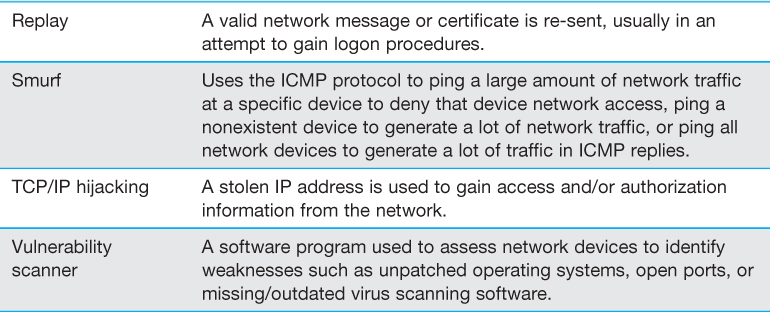 Replay
A valid network message or certificate is re-sent, usually in an
attempt to gain logon procedures.
Smurf
Uses the ICMP protocol to ping a large amount of network traffic
at a specific device to deny that device network access, ping a
nonexistent device to generate a lot of network traffic, or ping all
network devices to generate a lot of traffic in ICMP replies.
TCP/IP hijacking
A stolen IP address is used to gain access and/or authorization
information from the network.
Vulnerability
scanner
A software program used to assess network devices to identify
weaknesses such as unpatched operating systems, open ports, or
missing/outdated virus scanning software.